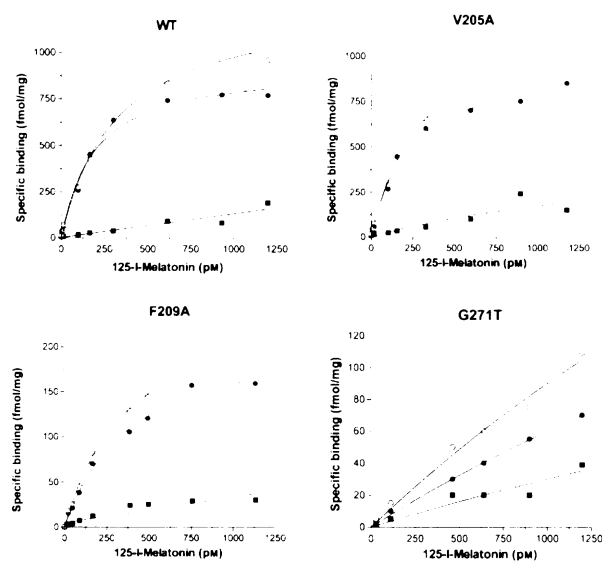 WT
Specific binding (fmol/mg)
1000
750
500
250
0
0 250 500 750 1000 1250
125-I-Melatonin (pM)
V205A
Specific binding (fmol/mg)
1000
750
500
250
0
0 250 500 750 1000 1250
125-I-Melatonin (pM)
F209A
Specific binding (fmol/mg)
200
150
100
50
0
0 250 500 750 1000 1250
125-I-Melatonin (pM)
G271T
Specific binding (fmol/mg)
120
100
80
60
40
20
0
0 250 500 750 1000 1250
125-I-Melatonin (pM)